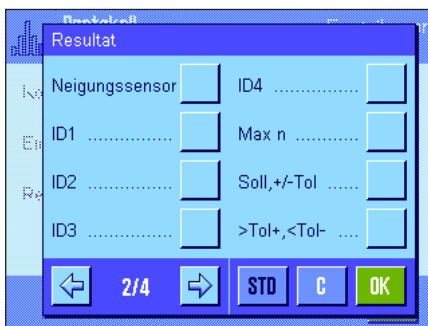 Protokoll
Resultat
Neigungssensor
ID1 ................
ID2 ................
ID3 ................
ID4 ................
Max n ............
Soll,+/-Tol ......
>Tol+,<Tol- ....
2/4
STD
C
OK